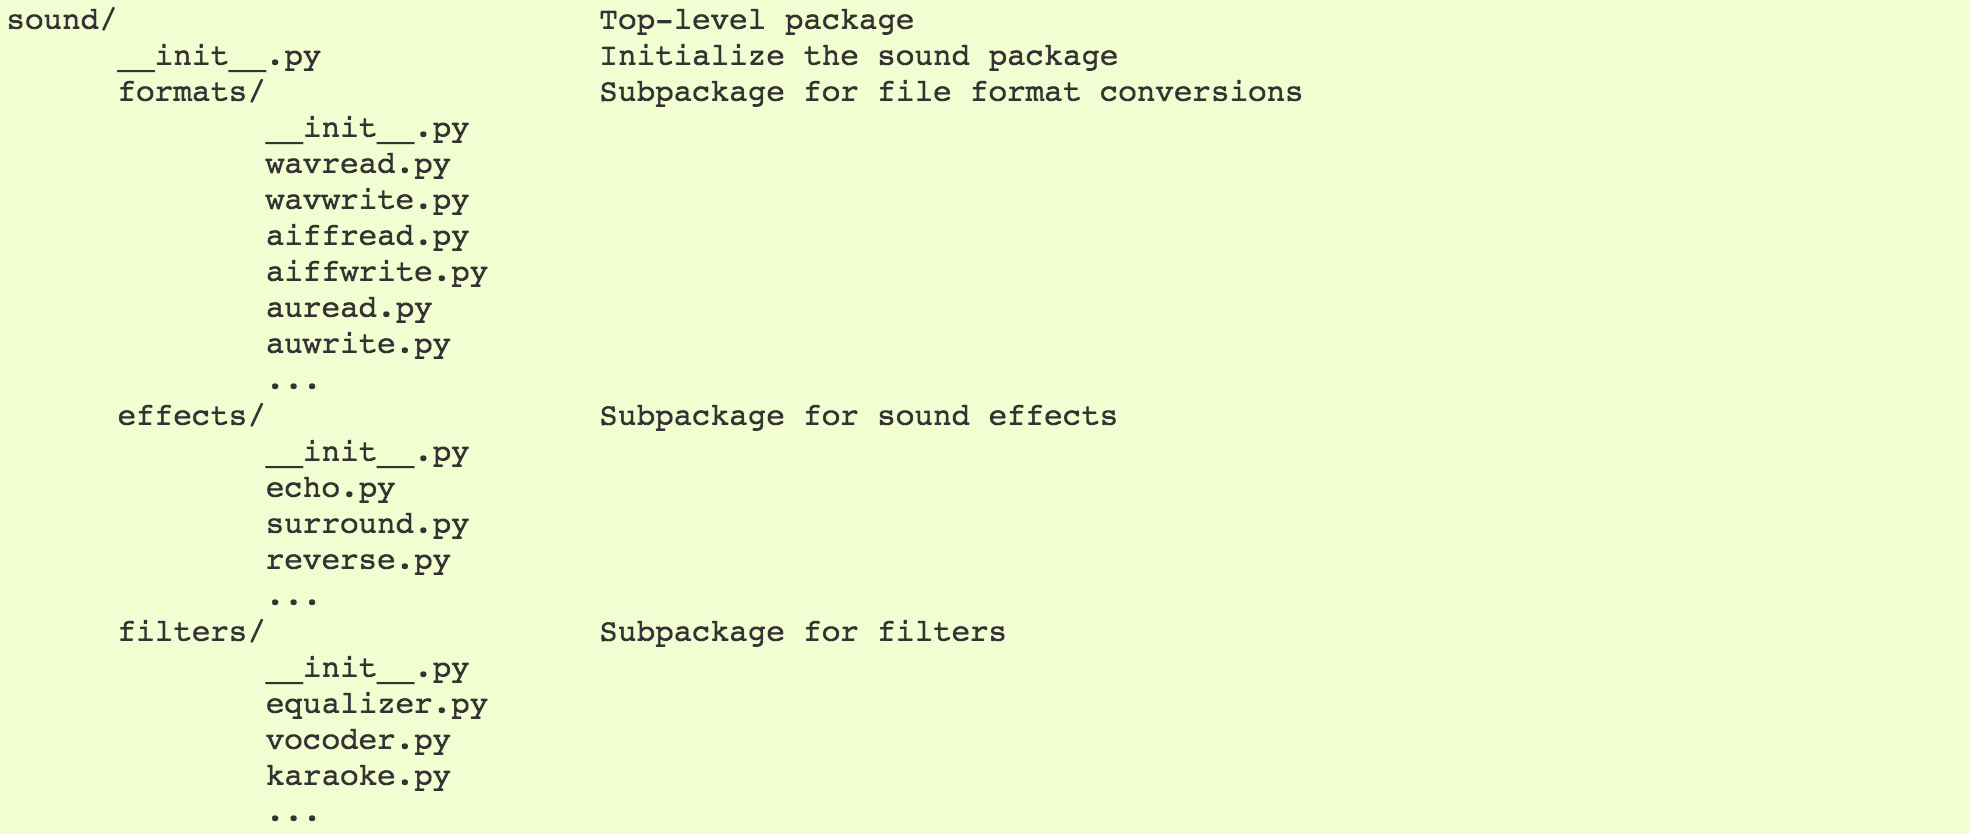 sound/                          Top-level package
      __init__.py               Initialize the sound package
      formats/                  Subpackage for file format conversions
              __init__.py
              wavread.py
              wavwrite.py
              aiffread.py
              aiffwrite.py
              auread.py
              auwrite.py
              ...
      effects/                  Subpackage for sound effects
              __init__.py
              echo.py
              surround.py
              reverse.py
              ...
      filters/                  Subpackage for filters
              __init__.py
              equalizer.py
              vocoder.py
              karaoke.py
              ...